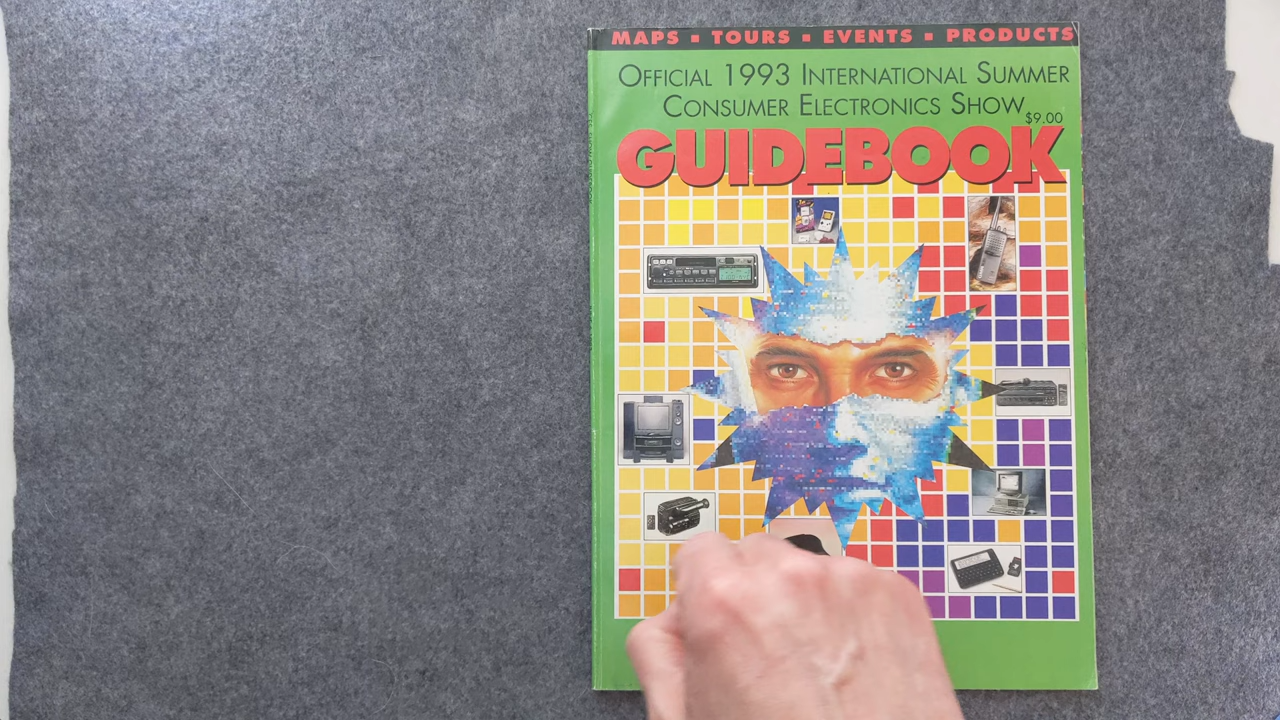 MAPS ▪ TOURS ▪ EVENTS ▪ PRODUCTS
OFFICIAL 1993 INTERNATIONAL SUMMER
CONSUMER ELECTRONICS SHOW
$9.00
GUIDEBOOK